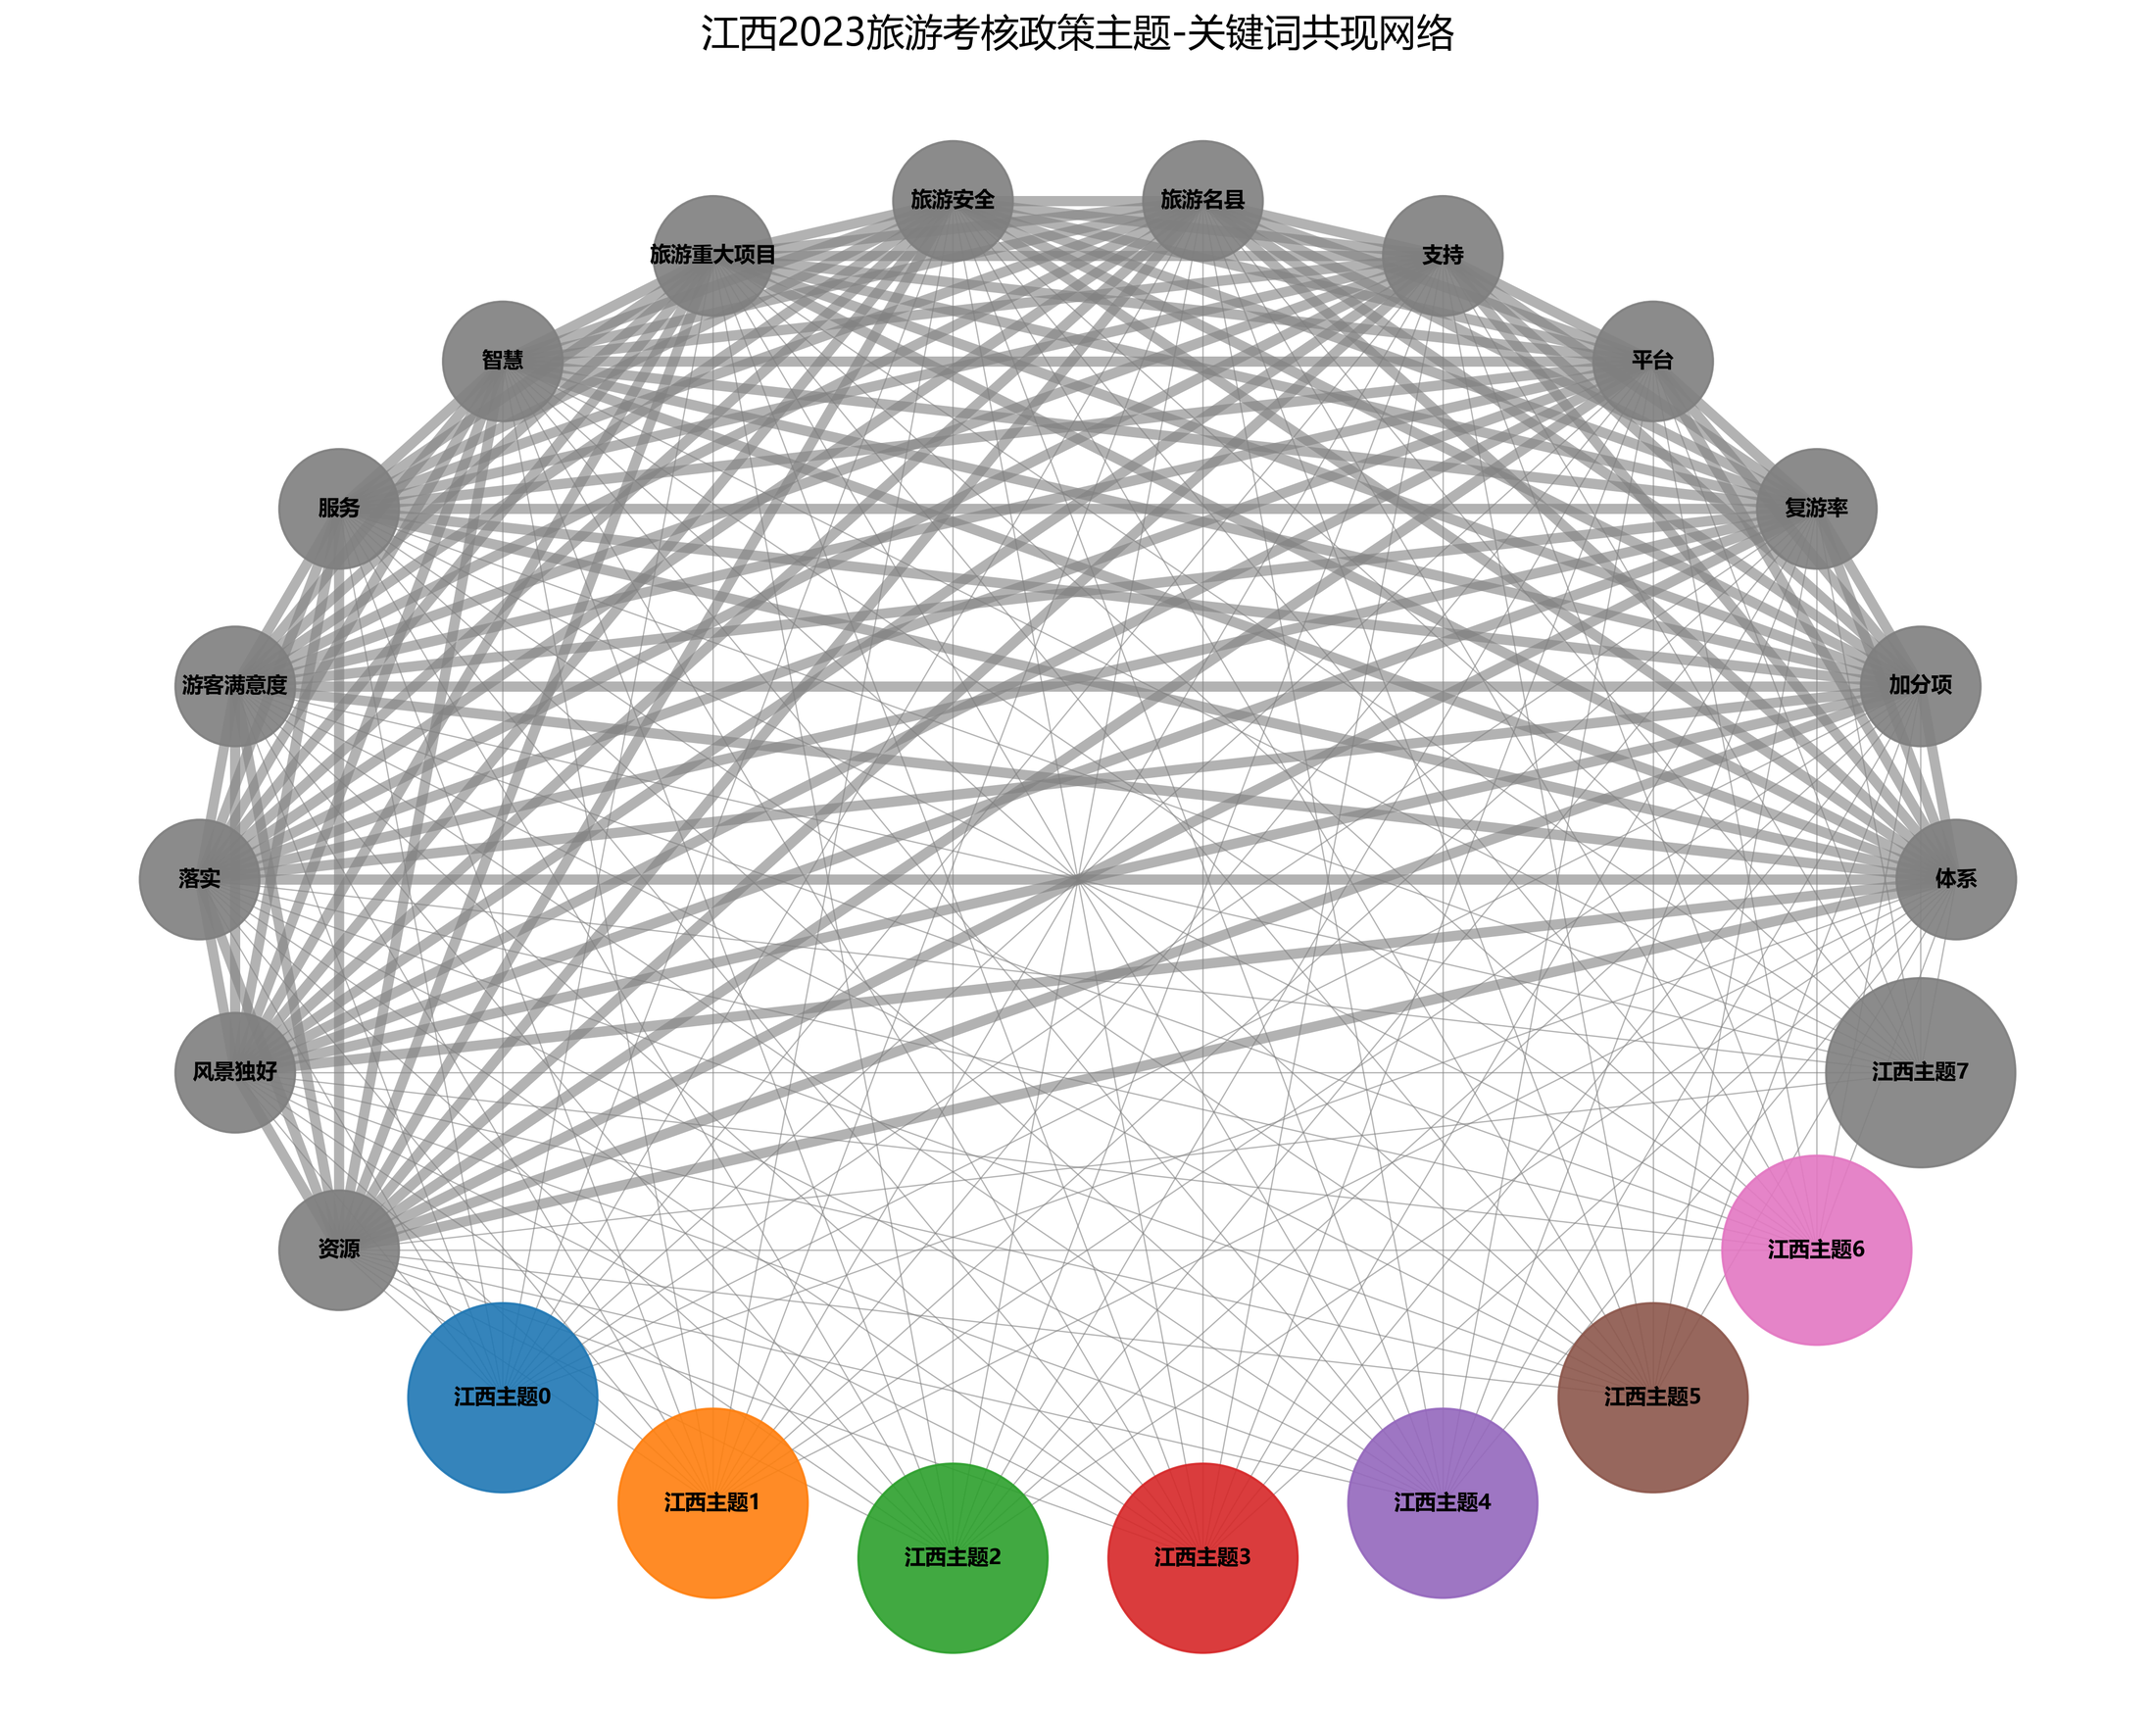 江西2023旅游考核政策主题-关键词共现网络
旅游安全
旅游名县
旅游重大项目
支持
智慧
平台
服务
复游率
游客满意度
加分项
落实
体系
风景独好
江西主题7
资源
江西主题6
江西主题0
江西主题5
江西主题1
江西主题4
江西主题2
江西主题3